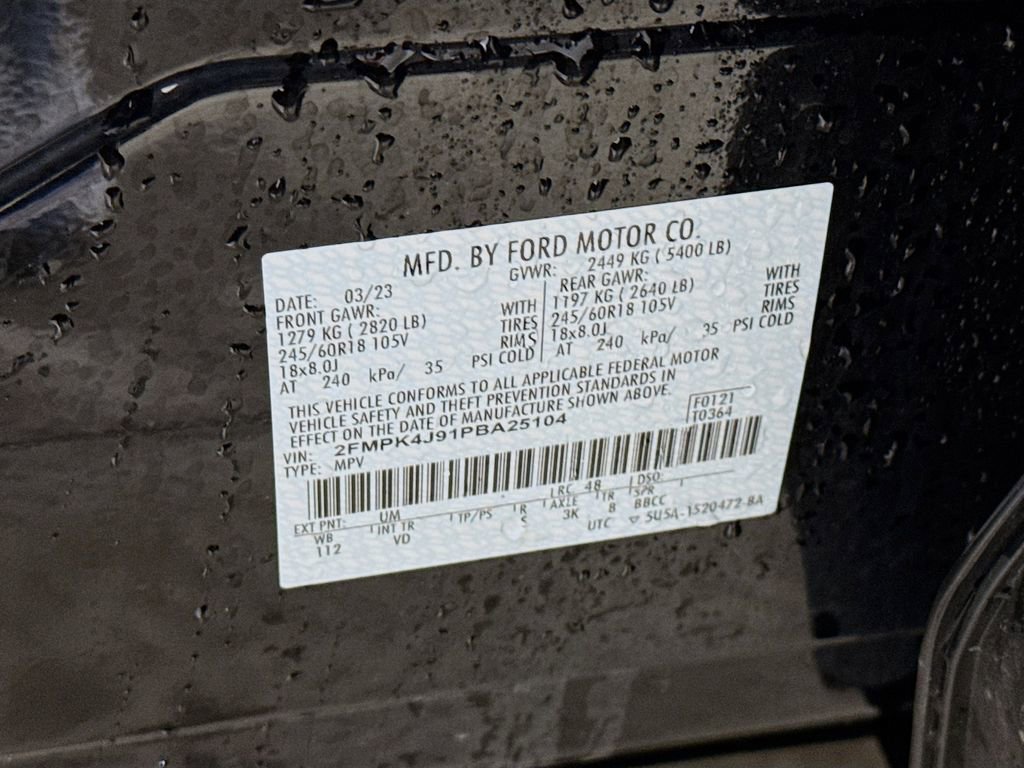 MFD. BY FORD MOTOR CO.
DATE: 03/23 GVWR: 2449 KG ( 5400 LB)
FRONT GAWR: WITH
1279 KG ( 2820 LB) TIRES
245/60R18 105V RIMS
18x8.0J
AT 240 kPa/ 35 PSI COLD
REAR GAWR: WITH
1197 KG ( 2640 LB) TIRES
245/60R18 105V RIMS
18x8.0J
AT 240 kPa/ 35 PSI COLD
THIS VEHICLE CONFORMS TO ALL APPLICABLE FEDERAL MOTOR
VEHICLE SAFETY AND THEFT PREVENTION STANDARDS IN
EFFECT ON THE DATE OF MANUFACTURE SHOWN ABOVE.
VIN: 2FMPK4J91PBA25104
TYPE: MPV
F0121
T0364
EXT PNT: UM LRC 48 DSO:
WB INT TR TP/PS R AXLE TR SPR
112 VD S 3K 8 BBCC
UTC ▽ 5U5A-1520472-BA